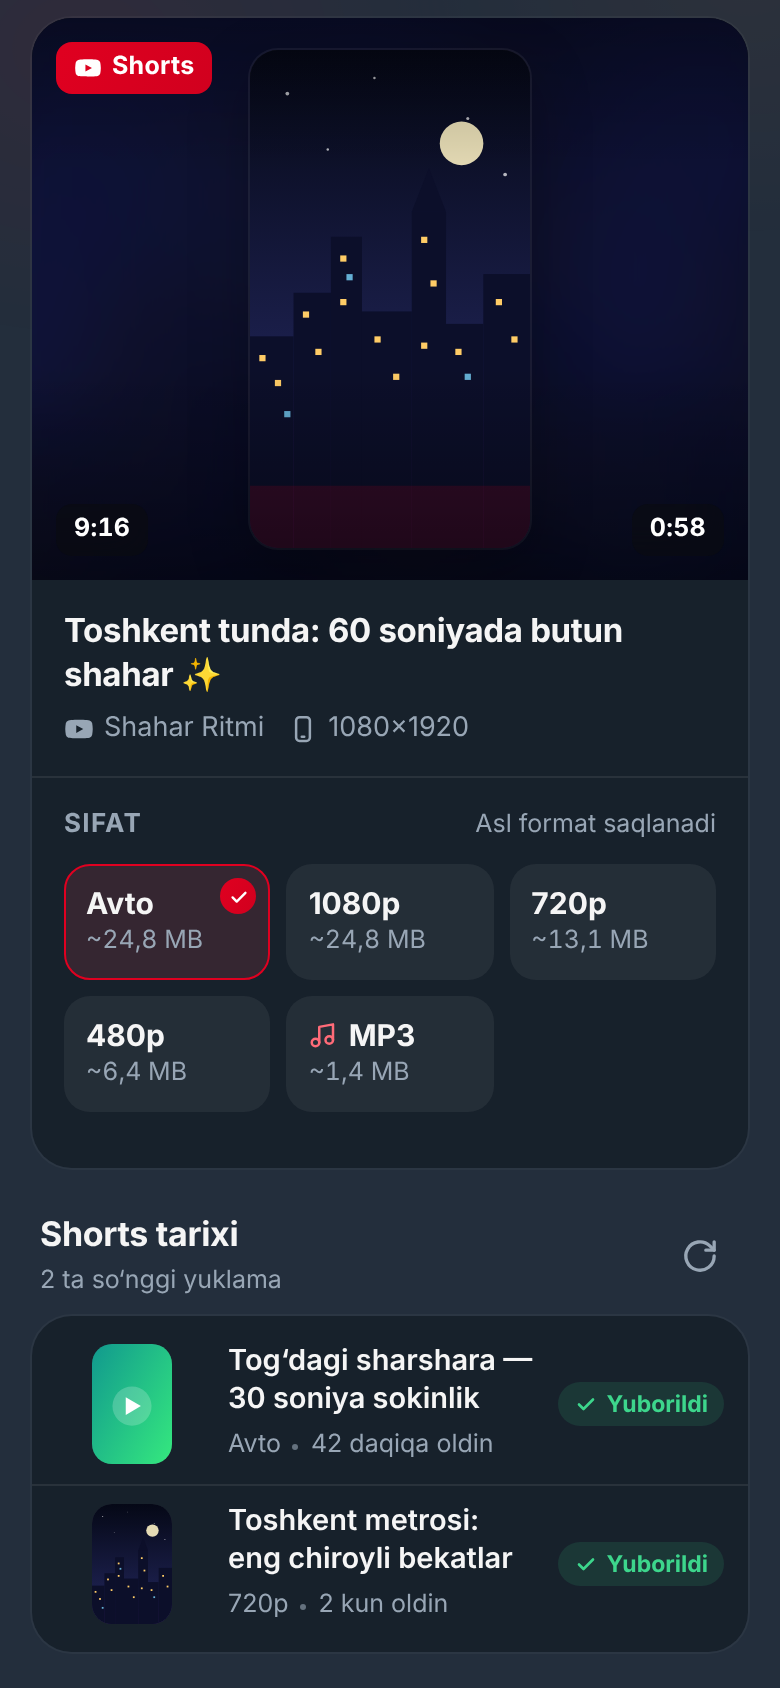 Shorts
9:16
0:58
Toshkent tunda: 60 soniyada butun
shahar ✨
Shahar Ritmi 1080×1920
SIFAT
Asl format saqlanadi
Avto
~24,8 MB
1080p
~24,8 MB
720p
~13,1 MB
480p
~6,4 MB
MP3
~1,4 MB
Shorts tarixi
2 ta so‘nggi yuklama
Tog‘dagi sharshara —
30 soniya sokinlik
Avto • 42 daqiqa oldin
Yuborildi
Toshkent metrosi:
eng chiroyli bekatlar
720p • 2 kun oldin
Yuborildi